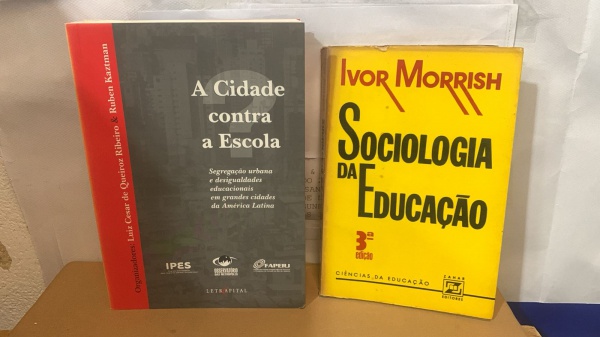 Organizadores: Luiz Cesar de Queiroz Ribeiro & Ruben Kaztman
A Cidade
contra
a Escola
Segregação urbana
e desigualdades
educacionais
em grandes cidades
da América Latina
IPES
OBSERVATÓRIO
FAPERJ
LETRA CAPITAL
IVOR MORRISH
SOCIOLOGIA
DA
EDUCAÇÃO
3ª
EDIÇÃO
CIÊNCIAS DA EDUCAÇÃO
ZAHAR
EDITORES